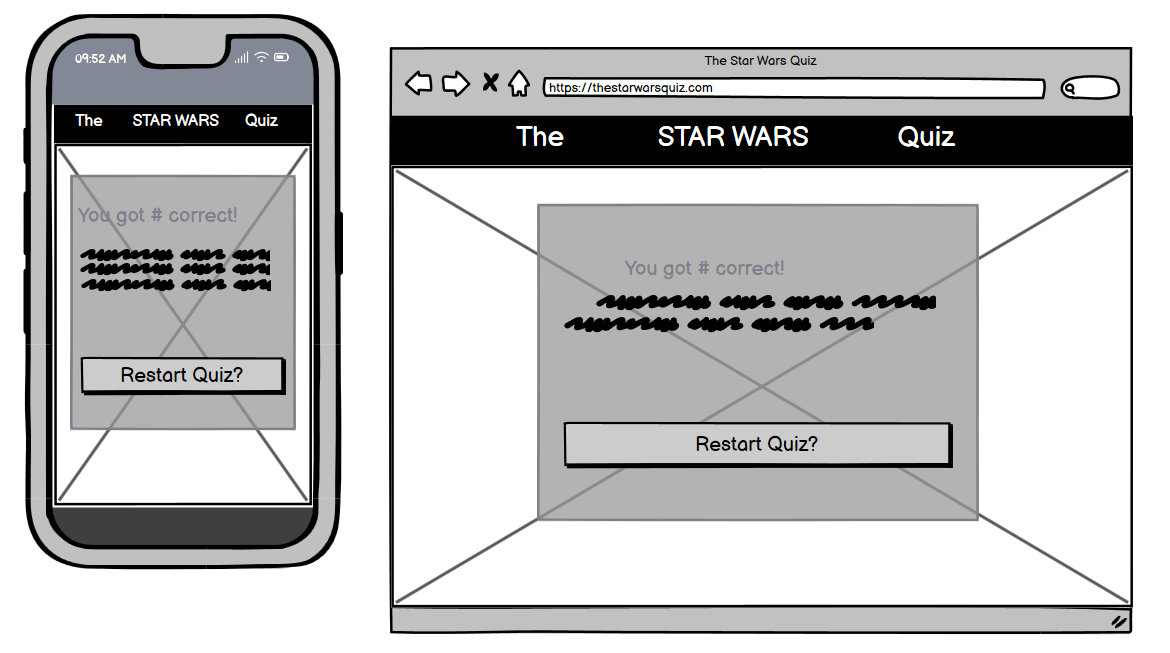 09:52 AM
The STAR WARS Quiz
You got # correct!
Restart Quiz?
The Star Wars Quiz
https://thestarwarsquiz.com
The STAR WARS Quiz
You got # correct!
Restart Quiz?